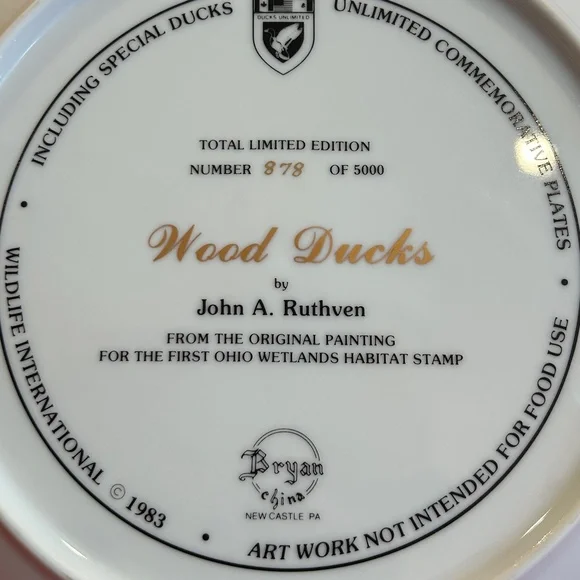 INCLUDING SPECIAL DUCKS UNLIMITED COMMEMORATIVE PLATES
DUCKS UNLIMITED
TOTAL LIMITED EDITION
NUMBER 878 OF 5000
Wood Ducks
by
John A. Ruthven
FROM THE ORIGINAL PAINTING
FOR THE FIRST OHIO WETLANDS HABITAT STAMP
Bryan
china
NEW CASTLE PA
WILDLIFE INTERNATIONAL © 1983
ART WORK NOT INTENDED FOR FOOD USE